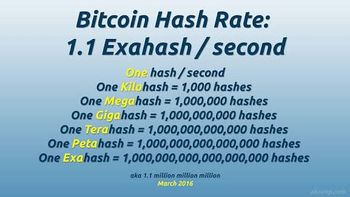 Bitcoin Hash Rate:
1.1 Exahash / second
One hash / second
One Kilohash = 1,000 hashes
One Megahash = 1,000,000 hashes
One Gigahash = 1,000,000,000 hashes
One Terahash = 1,000,000,000,000 hashes
One Petahash = 1,000,000,000,000,000 hashes
One Exahash = 1,000,000,000,000,000,000 hashes
aka 1.1 million million million
March 2016